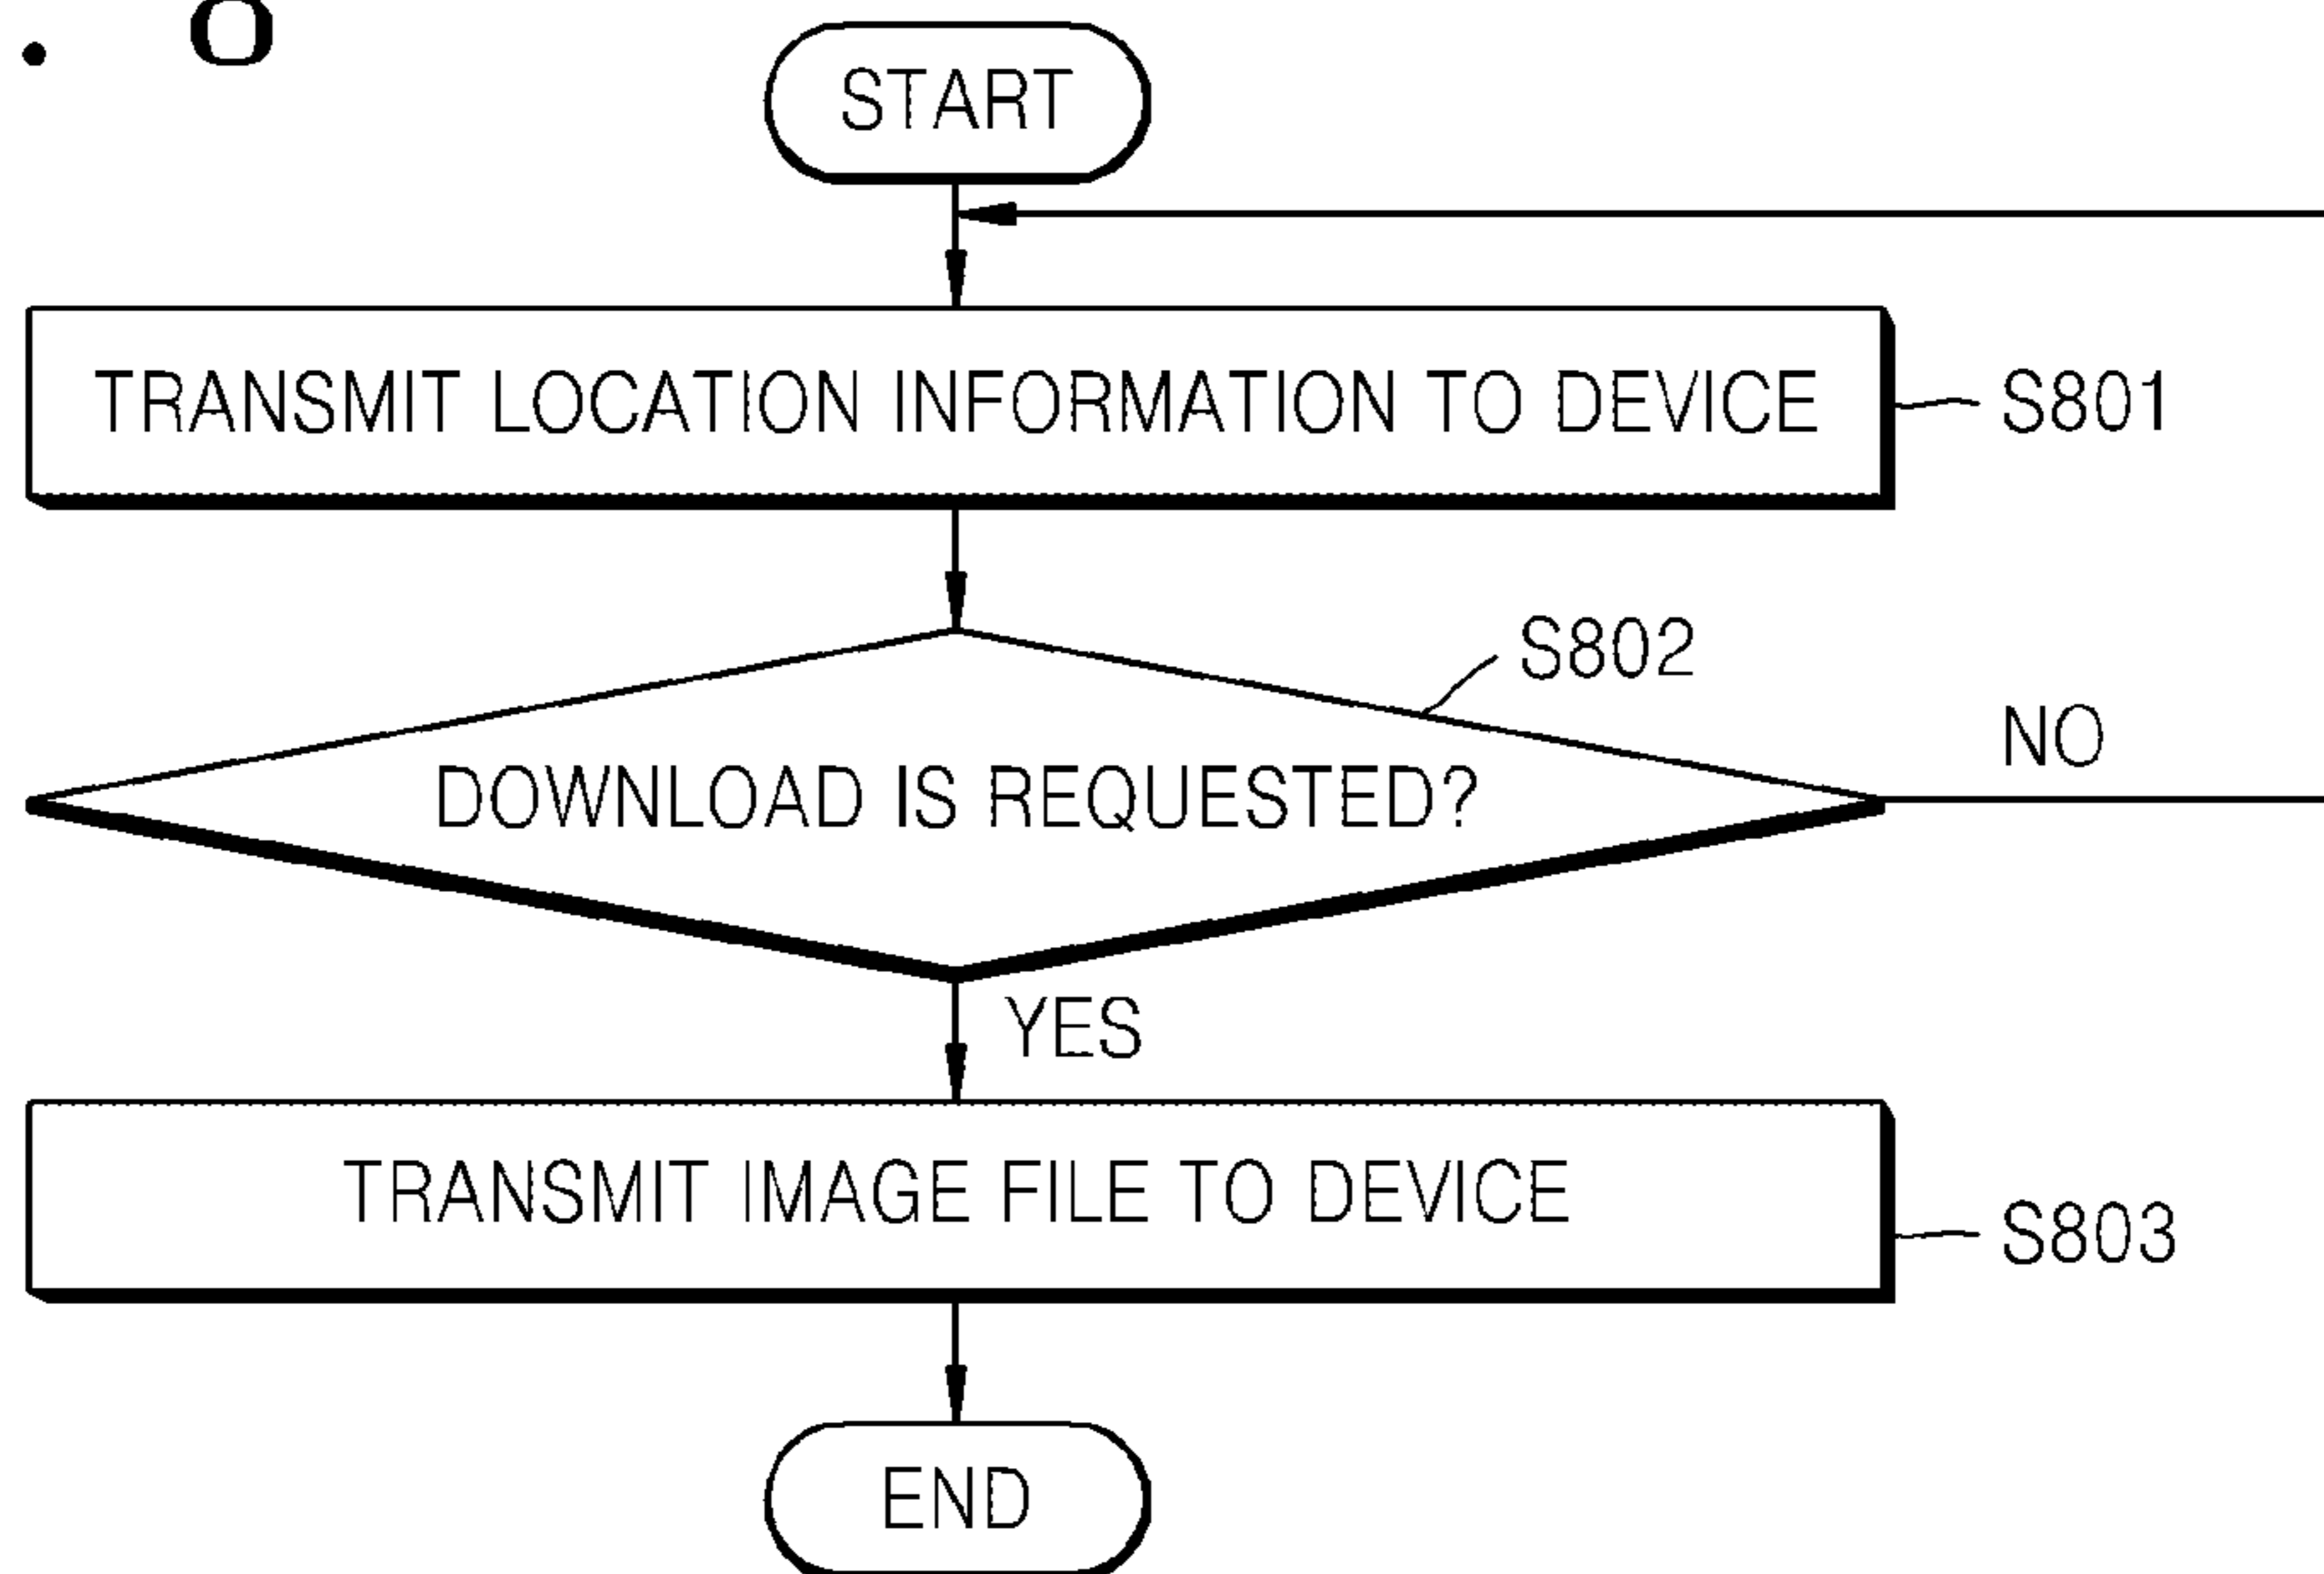 START
TRANSMIT LOCATION INFORMATION TO DEVICE
S801
S802
NO
DOWNLOAD IS REQUESTED?
YES
TRANSMIT IMAGE FILE TO DEVICE
S803
END